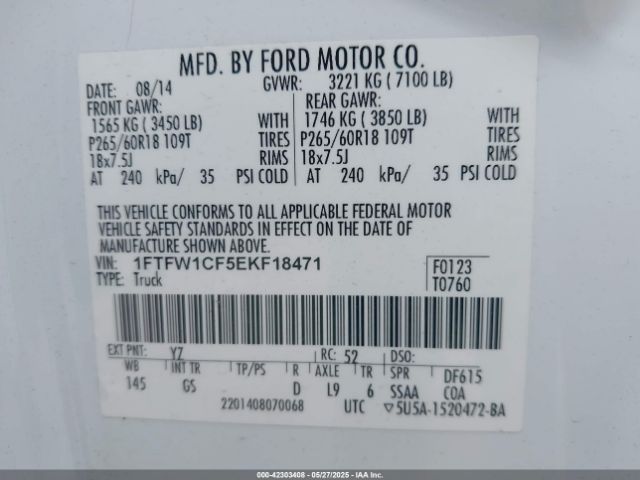 MFD. BY FORD MOTOR CO.
DATE: 08/14 GVWR: 3221 KG ( 7100 LB)
FRONT GAWR: REAR GAWR:
1565 KG ( 3450 LB) WITH 1746 KG ( 3850 LB) WITH
P265/60R18 109T TIRES P265/60R18 109T TIRES
18x7.5J RIMS 18x7.5J RIMS
AT 240 kPa/ 35 PSI COLD AT 240 kPa/ 35 PSI COLD
THIS VEHICLE CONFORMS TO ALL APPLICABLE FEDERAL MOTOR
VEHICLE SAFETY STANDARDS IN EFFECT ON THE DATE OF
MANUFACTURE SHOWN ABOVE.
VIN: 1FTFW1CF5EKF18471 F0123
TYPE: Truck T0760
EXT PNT: YZ RC: 52 DSO:
WB INT TR TP/PS R AXLE TR SPR DF615
145 GS D L9 6 SSAA COA
2201408070068 UTC ▽5U5A-1520472-BA
000-42303408 - 05/27/2025 - IAA Inc.